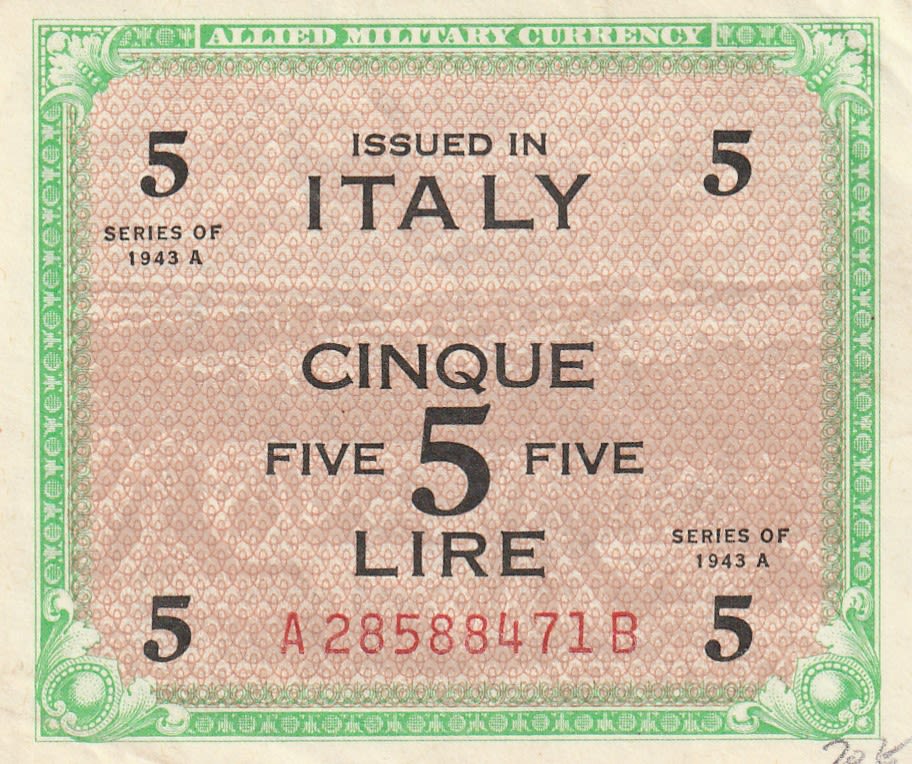 ALLIED MILITARY CURRENCY
5 ISSUED IN 5
ITALY
SERIES OF
1943 A
CINQUE
FIVE 5 FIVE
LIRE
SERIES OF
1943 A
5 A28588471B 5